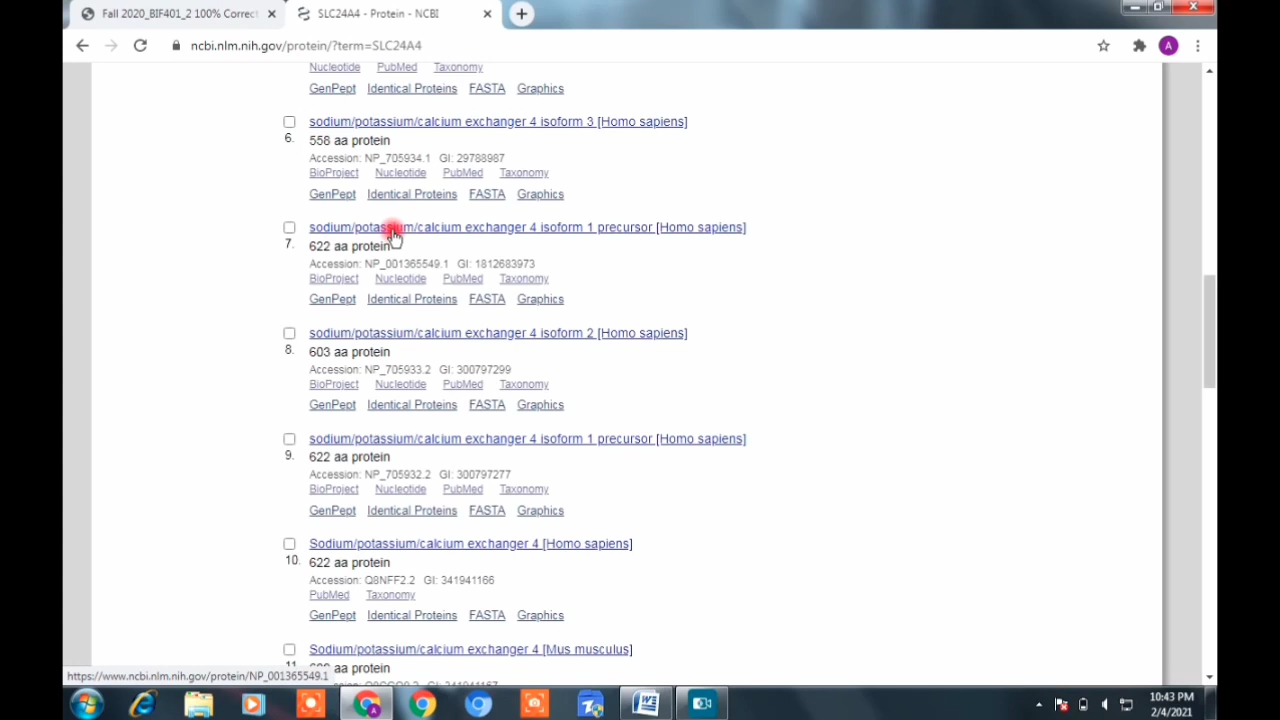 Fall 2020_BIF401_2 100% Correct
SLC24A4 - Protein - NCBI
ncbi.nlm.nih.gov/protein/?term=SLC24A4
A
Nucleotide PubMed Taxonomy
GenPept Identical Proteins FASTA Graphics
sodium/potassium/calcium exchanger 4 isoform 3 [Homo sapiens]
6. 558 aa protein
Accession: NP_705934.1 GI: 29788987
BioProject Nucleotide PubMed Taxonomy
GenPept Identical Proteins FASTA Graphics
sodium/potassium/calcium exchanger 4 isoform 1 precursor [Homo sapiens]
7. 622 aa protein
Accession: NP_001365549.1 GI: 1812683973
BioProject Nucleotide PubMed Taxonomy
GenPept Identical Proteins FASTA Graphics
sodium/potassium/calcium exchanger 4 isoform 2 [Homo sapiens]
8. 603 aa protein
Accession: NP_705933.2 GI: 300797299
BioProject Nucleotide PubMed Taxonomy
GenPept Identical Proteins FASTA Graphics
sodium/potassium/calcium exchanger 4 isoform 1 precursor [Homo sapiens]
9. 622 aa protein
Accession: NP_705932.2 GI: 300797277
BioProject Nucleotide PubMed Taxonomy
GenPept Identical Proteins FASTA Graphics
Sodium/potassium/calcium exchanger 4 [Homo sapiens]
10. 622 aa protein
Accession: Q8NFF2.2 GI: 341941166
PubMed Taxonomy
GenPept Identical Proteins FASTA Graphics
Sodium/potassium/calcium exchanger 4 [Mus musculus]
11. aa protein
https://www.ncbi.nlm.nih.gov/protein/NP_001365549.1
10:43 PM
2/4/2021